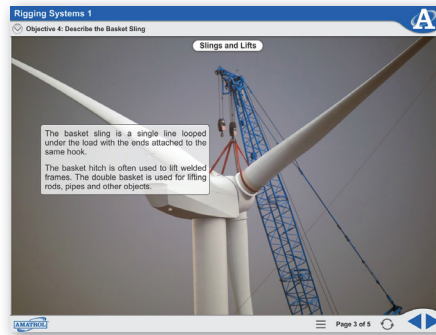 Rigging Systems 1
Objective 4: Describe the Basket Sling
A
Slings and Lifts
The basket sling is a single line looped
under the load with the ends attached to the
same hook.
The basket hitch is often used to lift welded
frames. The double basket is used for lifting
rods, pipes and other objects.
AMATROL
Page 3 of 5